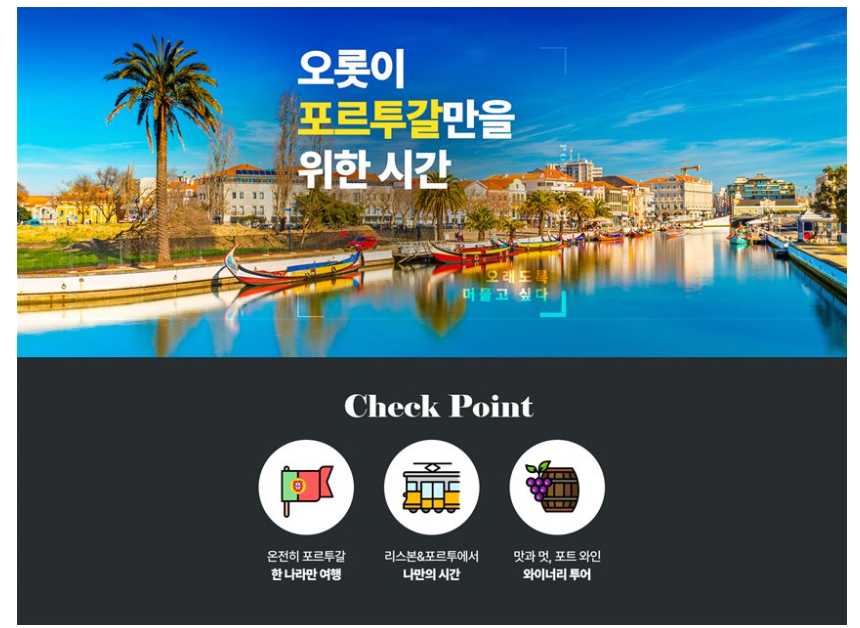 오롯이
포르투갈만을
위한 시간
오래도록
머물고 싶다
Check Point
온전히 포르투갈
한 나라만 여행
리스본&포르투에서
나만의 시간
맛과 멋, 포트 와인
와이너리 투어